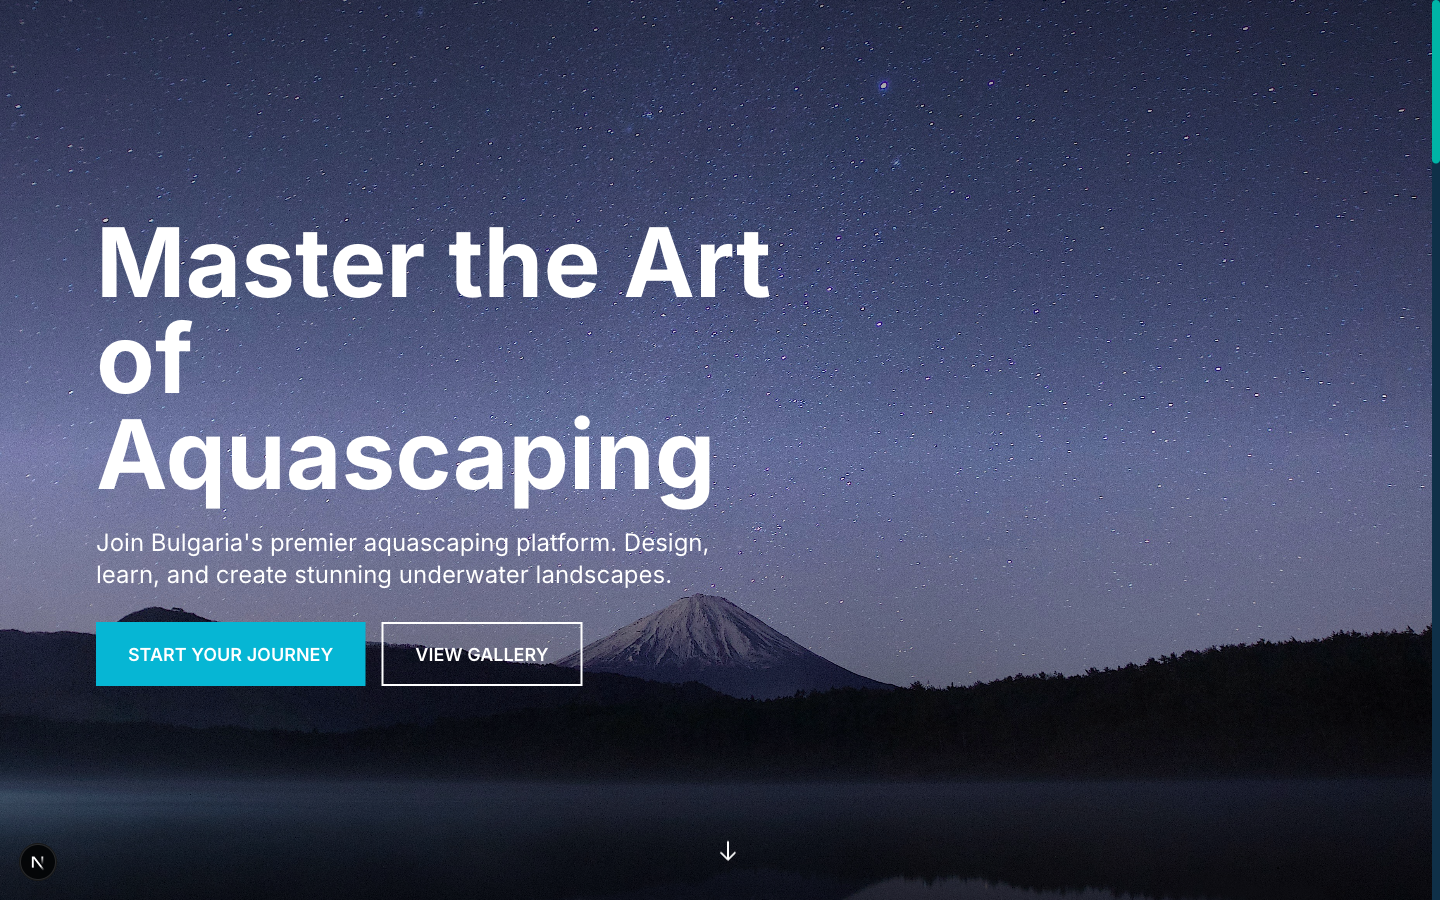 Master the Art
of
Aquascaping
Join Bulgaria's premier aquascaping platform. Design,
learn, and create stunning underwater landscapes.
START YOUR JOURNEY
VIEW GALLERY
N